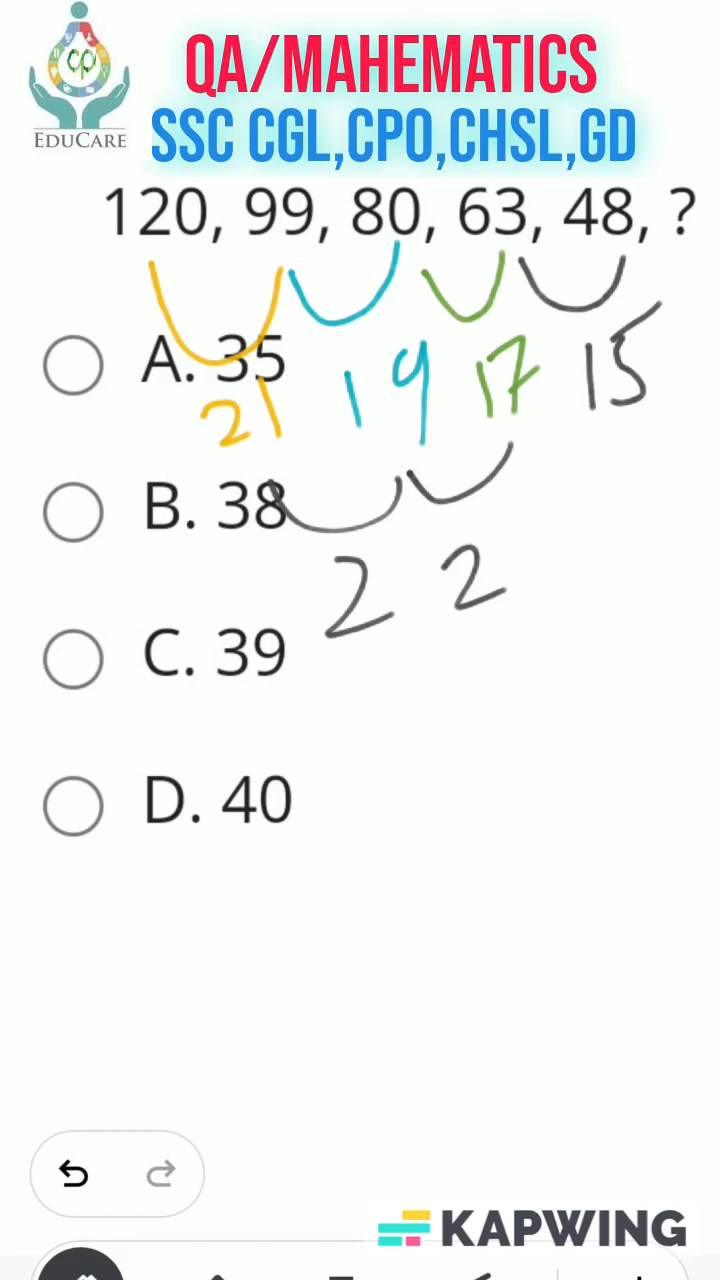 cp
EDUCARE
QA/MAHEMATICS
SSC CGL,CPO,CHSL,GD
120, 99, 80, 63, 48, ?
A. 35
21 19 17 15
B. 38
2 2
C. 39
D. 40
KAPWING